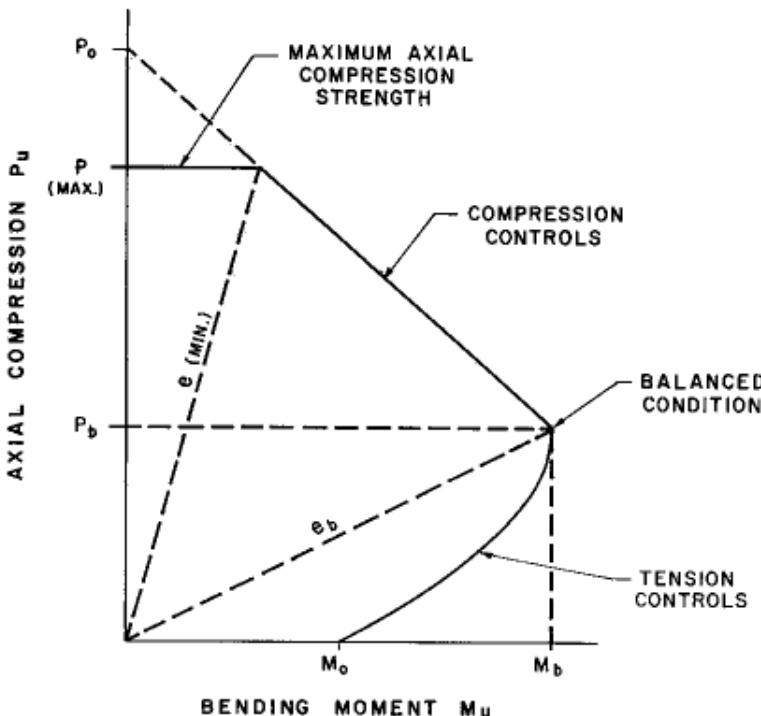 Po
MAXIMUM AXIAL
COMPRESSION
STRENGTH
P
(MAX.)
AXIAL COMPRESSION Pu
COMPRESSION
CONTROLS
e (MIN.)
BALANCED
CONDITION
Pb
eb
TENSION
CONTROLS
Mo
Mb
BENDING MOMENT Mu